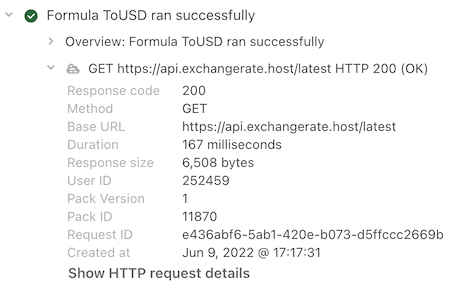 Formula ToUSD ran successfully
Overview: Formula ToUSD ran successfully
GET https://api.exchangerate.host/latest HTTP 200 (OK)
Response code 200
Method GET
Base URL https://api.exchangerate.host/latest
Duration 167 milliseconds
Response size 6,508 bytes
User ID 252459
Pack Version 1
Pack ID 11870
Request ID e436abf6-5ab1-420e-b073-d5ffccc2669b
Created at Jun 9, 2022 @ 17:17:31
Show HTTP request details